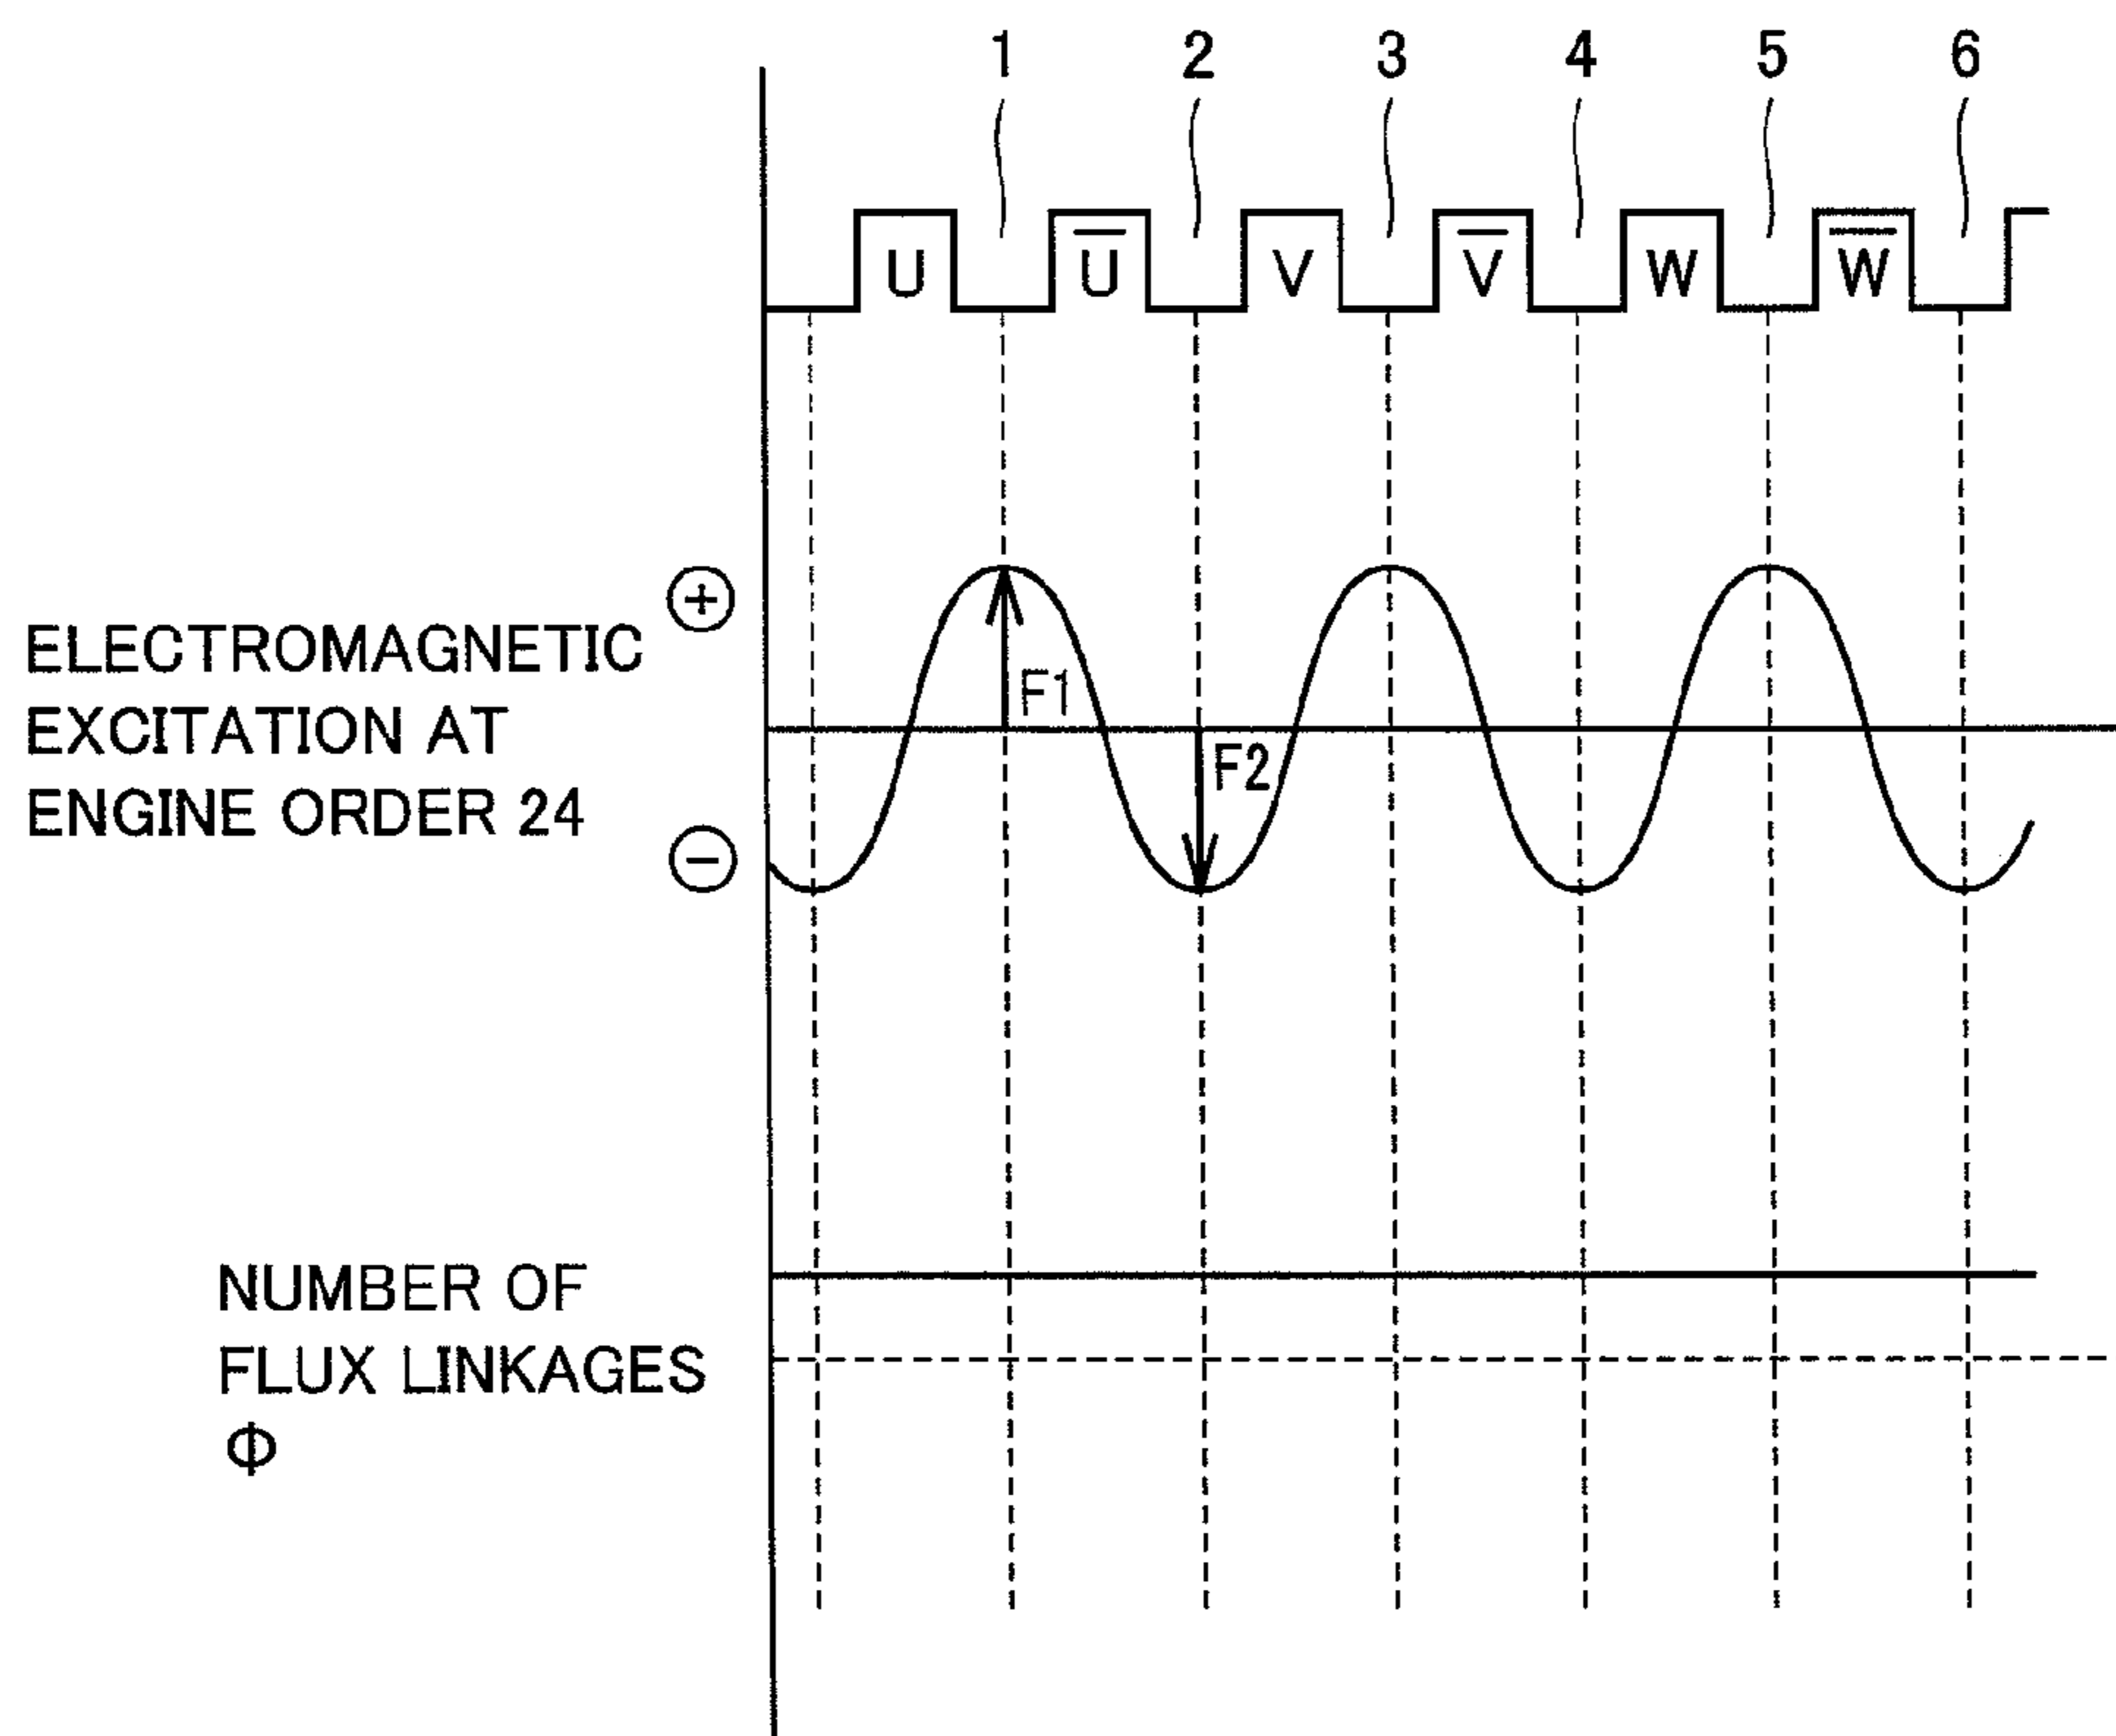 1 2 3 4 5 6
U U̅ V V̅ W W̅
⊕
ELECTROMAGNETIC
EXCITATION AT
ENGINE ORDER 24
F1
F2
⊖
NUMBER OF
FLUX LINKAGES
Φ